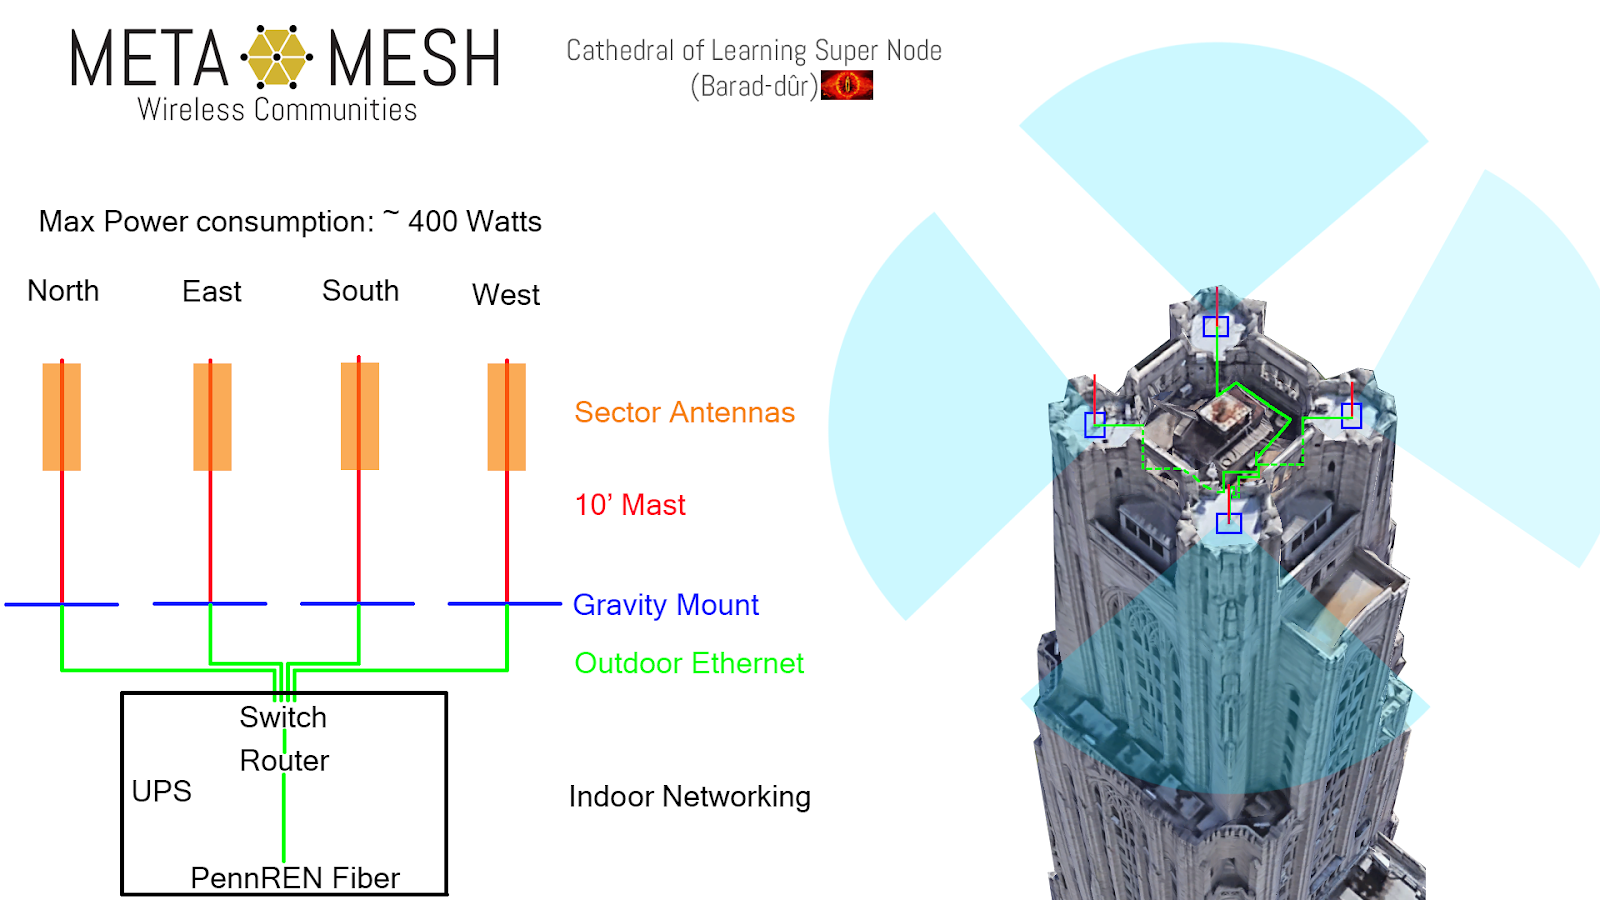 META MESH
Wireless Communities
Cathedral of Learning Super Node
(Barad-dûr)
Max Power consumption: ~ 400 Watts
North East South West
Sector Antennas
10’ Mast
Gravity Mount
Outdoor Ethernet
Switch
Router
UPS
Indoor Networking
PennREN Fiber